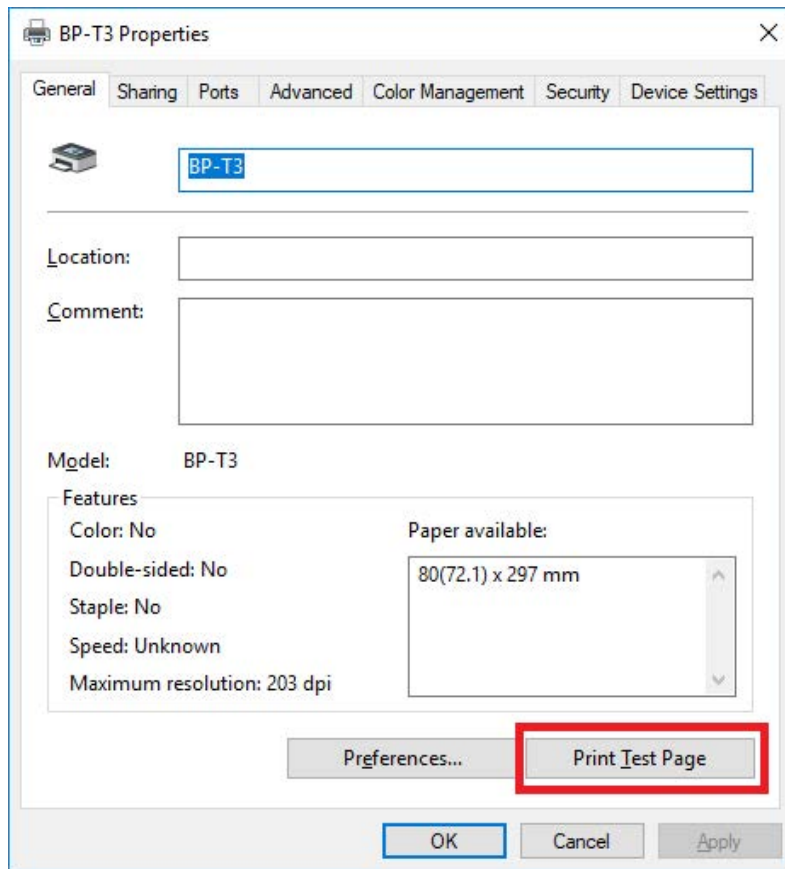 BP-T3 Properties
General Sharing Ports Advanced Color Management Security Device Settings
BP-T3
Location:
Comment:
Model: BP-T3
Features
Color: No
Double-sided: No
Staple: No
Speed: Unknown
Maximum resolution: 203 dpi
Paper available:
80(72.1) x 297 mm
Preferences... Print Test Page
OK Cancel Apply